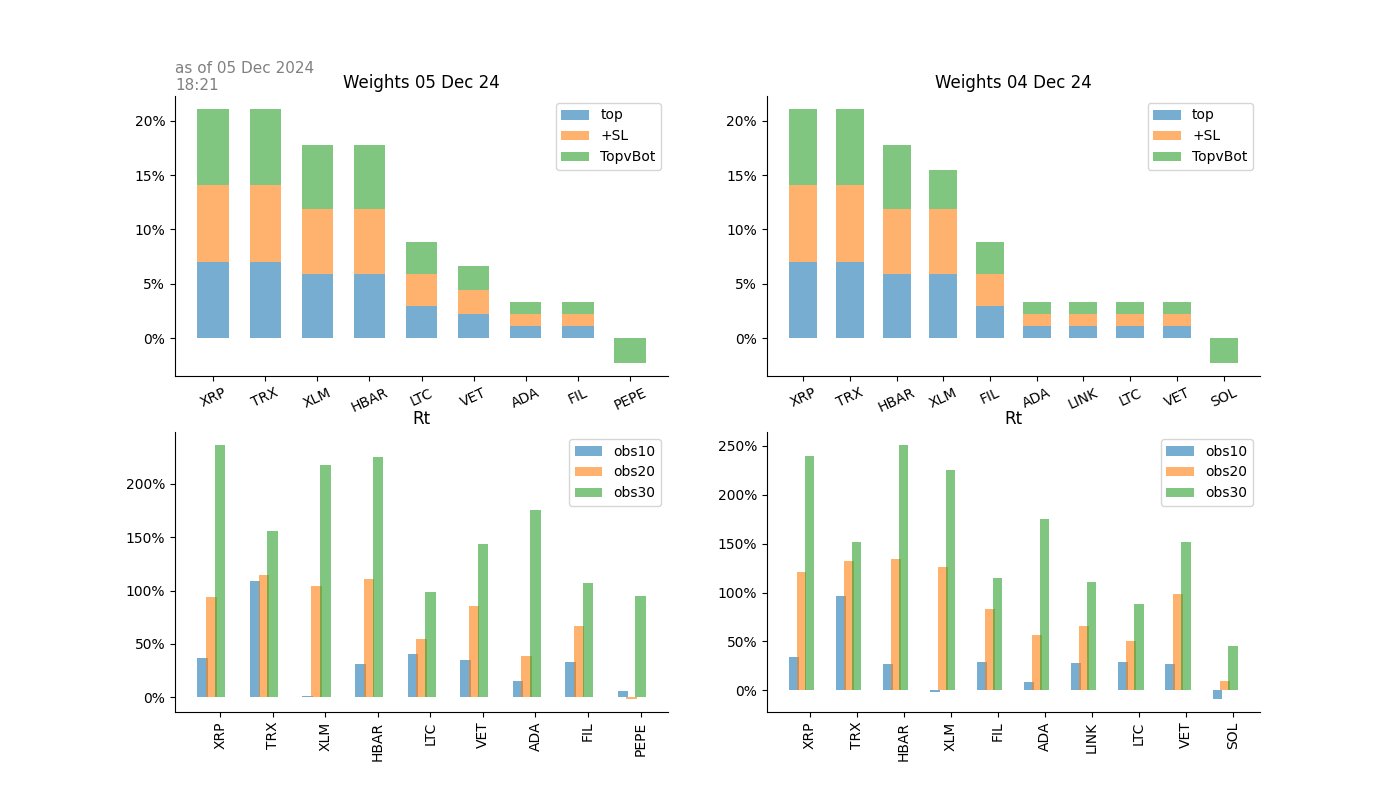 as of 05 Dec 2024
18:21
Weights 05 Dec 24
20%
15%
10%
5%
0%
top
+SL
TopvBot
XRP TRX XLM HBAR LTC VET ADA FIL PEPE
Weights 04 Dec 24
20%
15%
10%
5%
0%
top
+SL
TopvBot
XRP TRX HBAR XLM FIL ADA LINK LTC VET SOL
Rt
200%
150%
100%
50%
0%
obs10
obs20
obs30
XRP TRX XLM HBAR LTC VET ADA FIL PEPE
Rt
250%
200%
150%
100%
50%
0%
obs10
obs20
obs30
XRP TRX HBAR XLM FIL ADA LINK LTC VET SOL